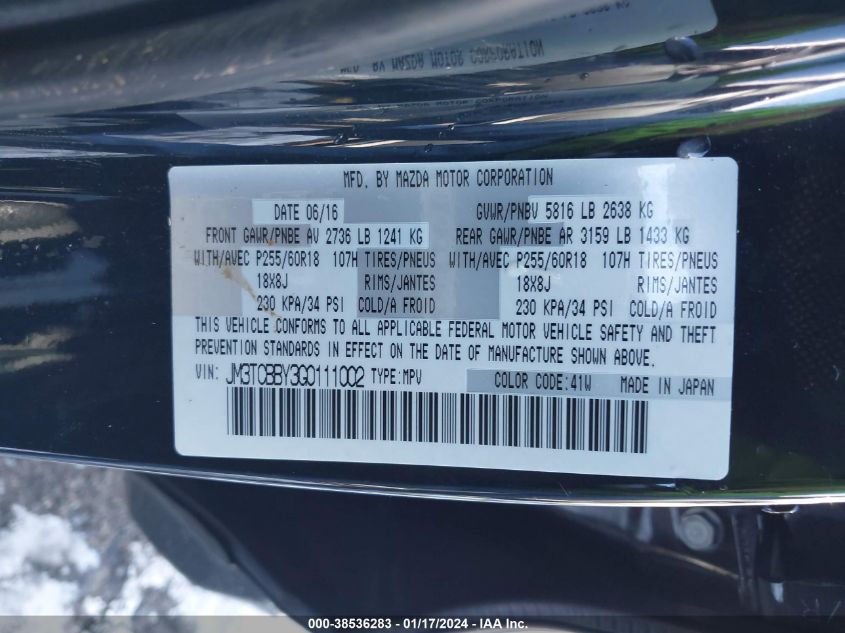 MFD. BY MAZDA MOTOR CORPORATION
DATE 06/16 GVWR/PNBV 5816 LB 2638 KG
FRONT GAWR/PNBE AV 2736 LB 1241 KG REAR GAWR/PNBE AR 3159 LB 1433 KG
WITH/AVEC P255/60R18 107H TIRES/PNEUS WITH/AVEC P255/60R18 107H TIRES/PNEUS
18X8J RIMS/JANTES 18X8J RIMS/JANTES
230 KPA/34 PSI COLD/A FROID 230 KPA/34 PSI COLD/A FROID
THIS VEHICLE CONFORMS TO ALL APPLICABLE FEDERAL MOTOR VEHICLE SAFETY AND THEFT
PREVENTION STANDARDS IN EFFECT ON THE DATE OF MANUFACTURE SHOWN ABOVE.
VIN: JM3TCBBY3G0111002 TYPE:MPV COLOR CODE:41W MADE IN JAPAN
000-38536283 - 01/17/2024 - IAA Inc.